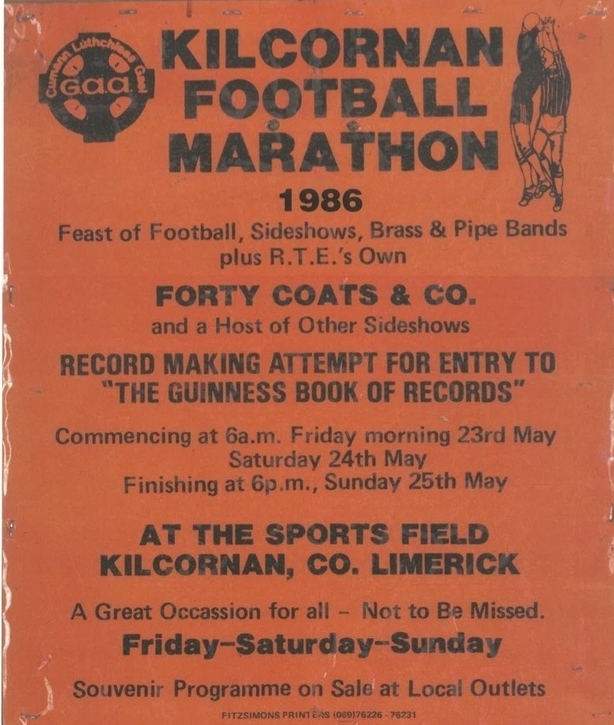 Cumann Lúthchleas Gael
G.a.a.
KILCORNAN
FOOTBALL
MARATHON
1986
Feast of Football, Sideshows, Brass & Pipe Bands
plus R.T.E.'s Own
FORTY COATS & CO.
and a Host of Other Sideshows
RECORD MAKING ATTEMPT FOR ENTRY TO
"THE GUINNESS BOOK OF RECORDS"
Commencing at 6a.m. Friday morning 23rd May
Saturday 24th May
Finishing at 6p.m., Sunday 25th May
AT THE SPORTS FIELD
KILCORNAN, CO. LIMERICK
A Great Occassion for all – Not to Be Missed.
Friday–Saturday–Sunday
Souvenir Programme on Sale at Local Outlets
FITZSIMONS PRINTERS (069)76226 - 76231